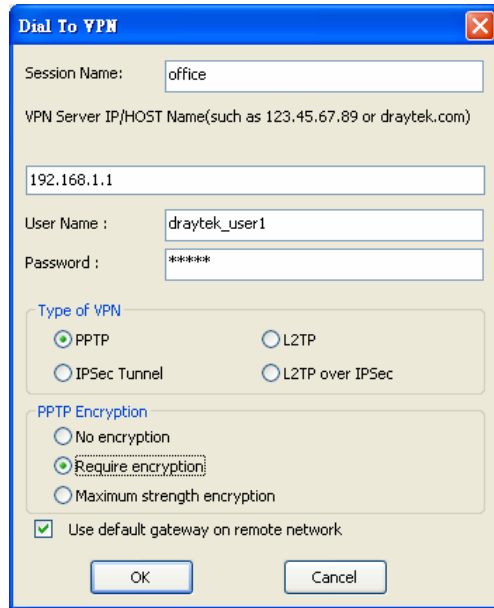 Dial To VPN
Session Name: office
VPN Server IP/HOST Name(such as 123.45.67.89 or draytek.com)
192.168.1.1
User Name : draytek_user1
Password : *****
Type of VPN
PPTP L2TP
IPSec Tunnel L2TP over IPSec
PPTP Encryption
No encryption
Require encryption
Maximum strength encryption
Use default gateway on remote network
OK Cancel